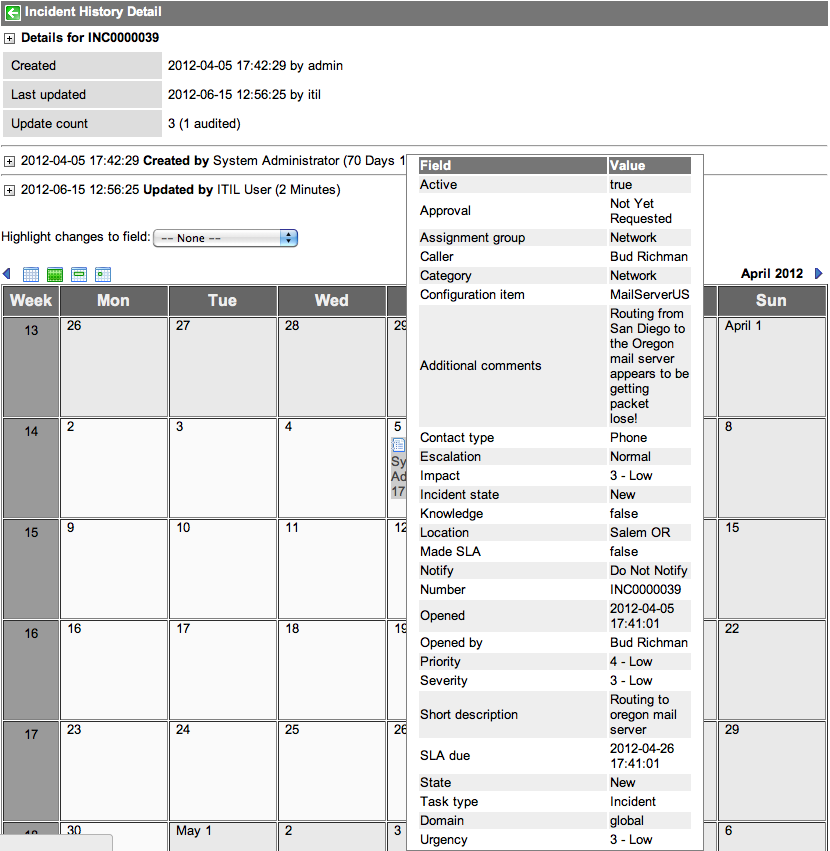 Incident History Detail
Details for INC0000039
Created 2012-04-05 17:42:29 by admin
Last updated 2012-06-15 12:56:25 by itil
Update count 3 (1 audited)
2012-04-05 17:42:29 Created by System Administrator (70 Days 1
2012-06-15 12:56:25 Updated by ITIL User (2 Minutes)
Highlight changes to field: -- None --
April 2012
Week Mon Tue Wed Sun
13 26 27 28 29 April 1
14 2 3 4 5 8
Sy
Ad
17
15 9 10 11 12 15
16 16 17 18 19 22
17 23 24 25 26 29
30 May 1 2 3 6
Field Value
Active true
Approval Not Yet
Requested
Assignment group Network
Caller Bud Richman
Category Network
Configuration item MailServerUS
Additional comments Routing from
San Diego to
the Oregon
mail server
appears to be
getting
packet
lose!
Contact type Phone
Escalation Normal
Impact 3 - Low
Incident state New
Knowledge false
Location Salem OR
Made SLA false
Notify Do Not Notify
Number INC0000039
Opened 2012-04-05
17:41:01
Opened by Bud Richman
Priority 4 - Low
Severity 3 - Low
Short description Routing to
oregon mail
server
SLA due 2012-04-26
17:41:01
State New
Task type Incident
Domain global
Urgency 3 - Low